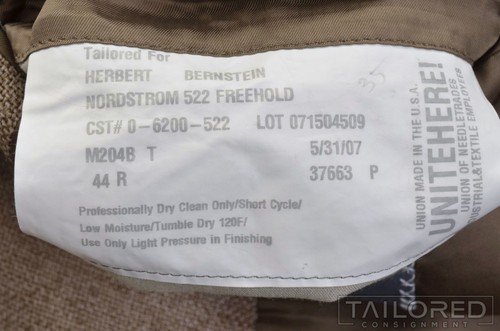 Tailored For
HERBERT BERNSTEIN
NORDSTROM 522 FREEHOLD
CST# 0-6200-522 LOT 071504509
M204B T 5/31/07
44 R 37663 P
Professionally Dry Clean Only/Short Cycle/
Low Moisture/Tumble Dry 120F/
Use Only Light Pressure in Finishing
35
UNION MADE IN THE U.S.A.
UNITEHERE!
UNION OF NEEDLETRADES
INDUSTRIAL&TEXTILE EMPLOYEES
TAILORED
CONSIGNMENT